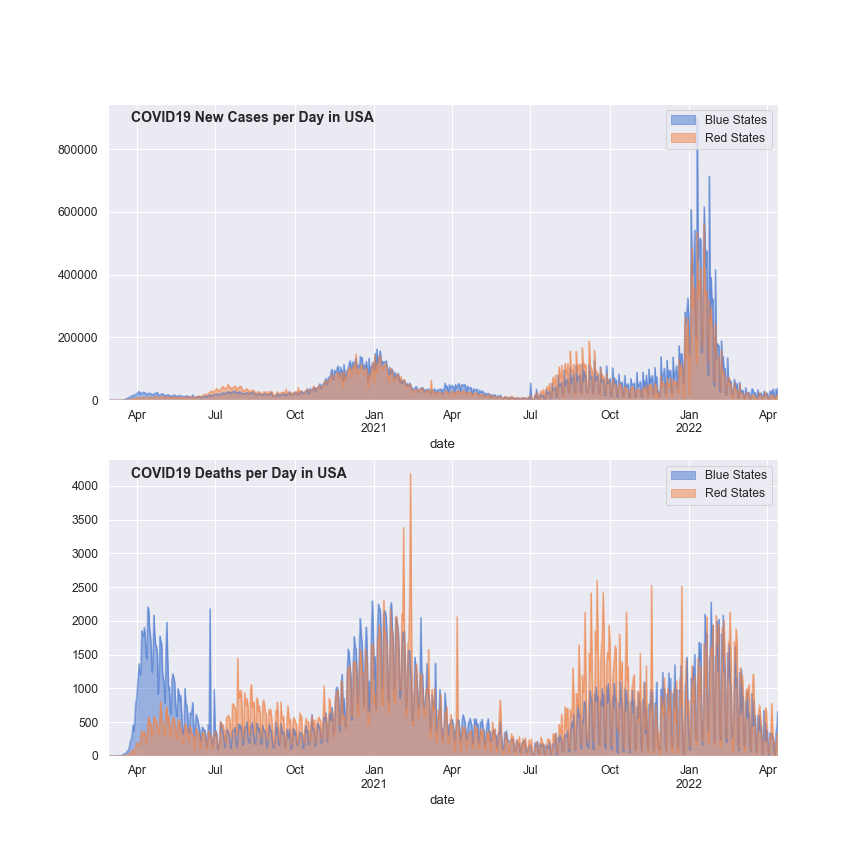 COVID19 New Cases per Day in USA
Blue States
Red States
800000
600000
400000
200000
0
Apr Jul Oct Jan Apr Jul Oct Jan Apr
2021 2022
date
COVID19 Deaths per Day in USA
Blue States
Red States
4000
3500
3000
2500
2000
1500
1000
500
0
Apr Jul Oct Jan Apr Jul Oct Jan Apr
2021 2022
date